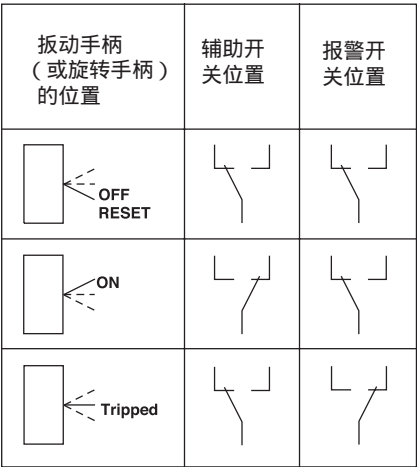 扳动手柄
（或旋转手柄）
的位置
辅助开
关位置
报警开
关位置
OFF
RESET
ON
Tripped